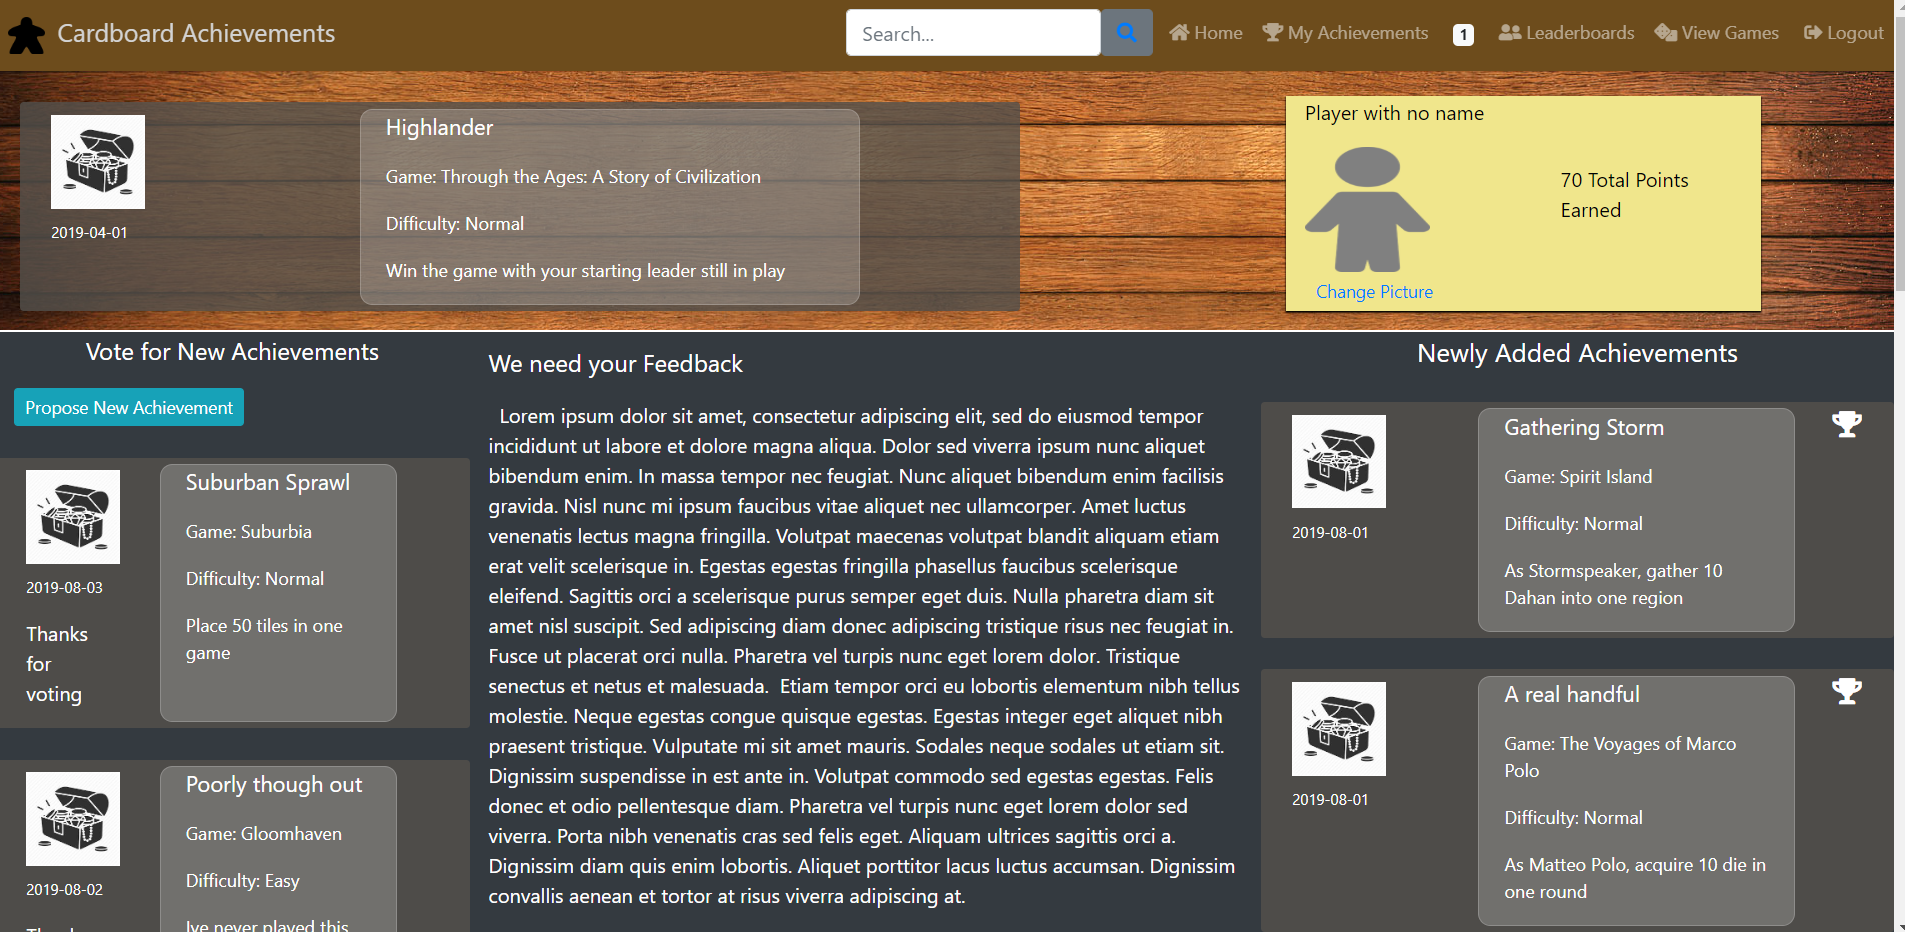 Cardboard Achievements
Search...
Home
My Achievements
1
Leaderboards
View Games
Logout
2019-04-01
Highlander
Game: Through the Ages: A Story of Civilization
Difficulty: Normal
Win the game with your starting leader still in play
Player with no name
70 Total Points
Earned
Change Picture
Vote for New Achievements
Propose New Achievement
2019-08-03
Thanks
for
voting
Suburban Sprawl
Game: Suburbia
Difficulty: Normal
Place 50 tiles in one
game
2019-08-02
Poorly though out
Game: Gloomhaven
Difficulty: Easy
Ive never played this
We need your Feedback
Lorem ipsum dolor sit amet, consectetur adipiscing elit, sed do eiusmod tempor
incididunt ut labore et dolore magna aliqua. Dolor sed viverra ipsum nunc aliquet
bibendum enim. In massa tempor nec feugiat. Nunc aliquet bibendum enim facilisis
gravida. Nisl nunc mi ipsum faucibus vitae aliquet nec ullamcorper. Amet luctus
venenatis lectus magna fringilla. Volutpat maecenas volutpat blandit aliquam etiam
erat velit scelerisque in. Egestas egestas fringilla phasellus faucibus scelerisque
eleifend. Sagittis orci a scelerisque purus semper eget duis. Nulla pharetra diam sit
amet nisl suscipit. Sed adipiscing diam donec adipiscing tristique risus nec feugiat in.
Fusce ut placerat orci nulla. Pharetra vel turpis nunc eget lorem dolor. Tristique
senectus et netus et malesuada.  Etiam tempor orci eu lobortis elementum nibh tellus
molestie. Neque egestas congue quisque egestas. Egestas integer eget aliquet nibh
praesent tristique. Vulputate mi sit amet mauris. Sodales neque sodales ut etiam sit.
Dignissim suspendisse in est ante in. Volutpat commodo sed egestas egestas. Felis
donec et odio pellentesque diam. Pharetra vel turpis nunc eget lorem dolor sed
viverra. Porta nibh venenatis cras sed felis eget. Aliquam ultrices sagittis orci a.
Dignissim diam quis enim lobortis. Aliquet porttitor lacus luctus accumsan. Dignissim
convallis aenean et tortor at risus viverra adipiscing at.
Newly Added Achievements
2019-08-01
Gathering Storm
Game: Spirit Island
Difficulty: Normal
As Stormspeaker, gather 10
Dahan into one region
2019-08-01
A real handful
Game: The Voyages of Marco
Polo
Difficulty: Normal
As Matteo Polo, acquire 10 die in
one round